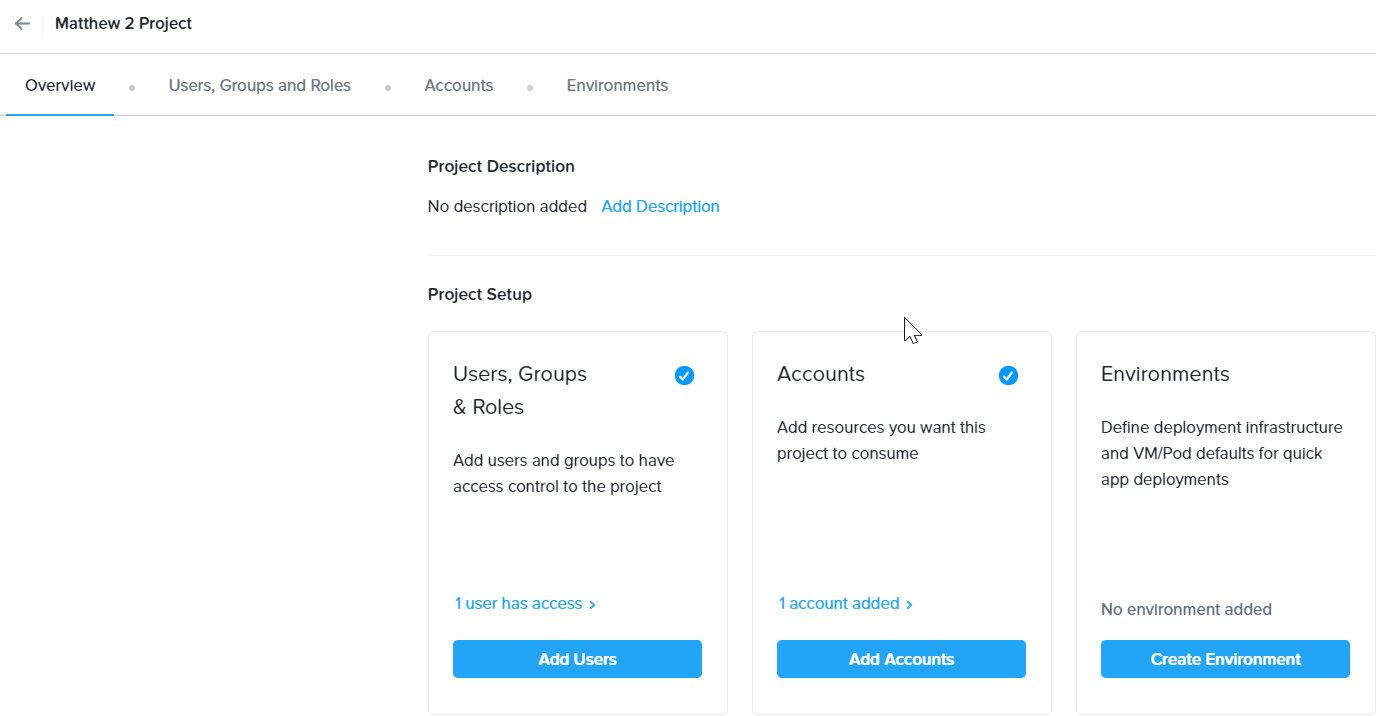 Matthew 2 Project
Overview
Users, Groups and Roles
Accounts
Environments
Project Description
No description added
Add Description
Project Setup
Users, Groups
& Roles
Add users and groups to have
access control to the project
1 user has access
Add Users
Accounts
Add resources you want this
project to consume
1 account added
Add Accounts
Environments
Define deployment infrastructure
and VM/Pod defaults for quick
app deployments
No environment added
Create Environment